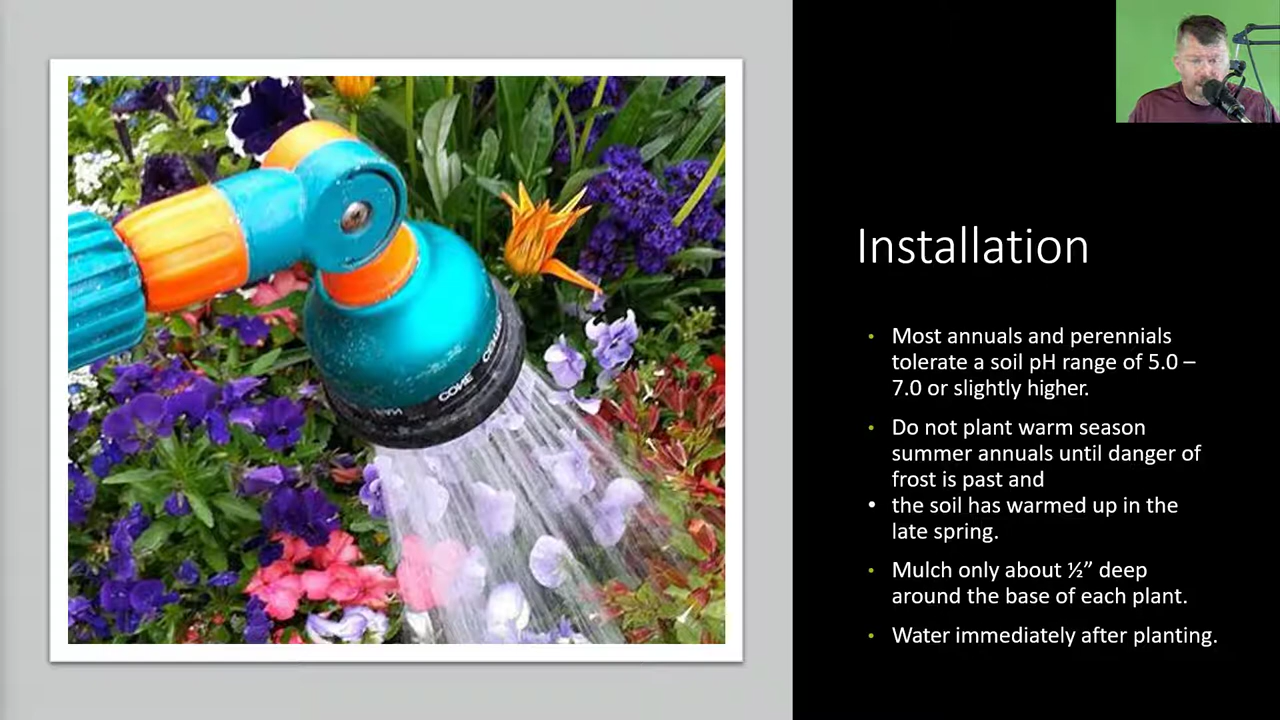 CONE
Installation
Most annuals and perennials
tolerate a soil pH range of 5.0 –
7.0 or slightly higher.
Do not plant warm season
summer annuals until danger of
frost is past and
the soil has warmed up in the
late spring.
Mulch only about ½” deep
around the base of each plant.
Water immediately after planting.